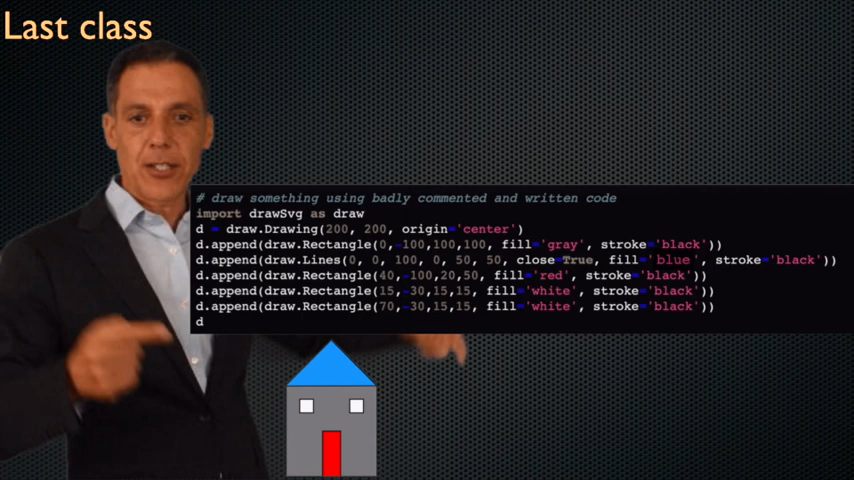 Last class
# draw something using badly commented and written code
import drawSvg as draw
d = draw.Drawing(200, 200, origin='center')
d.append(draw.Rectangle(0,-100,100,100, fill='gray', stroke='black'))
d.append(draw.Lines(0, 0, 100, 0, 50, 50, close=True, fill='blue', stroke='black'))
d.append(draw.Rectangle(40,-100,20,50, fill='red', stroke='black'))
d.append(draw.Rectangle(15,-30,15,15, fill='white', stroke='black'))
d.append(draw.Rectangle(70,-30,15,15, fill='white', stroke='black'))
d